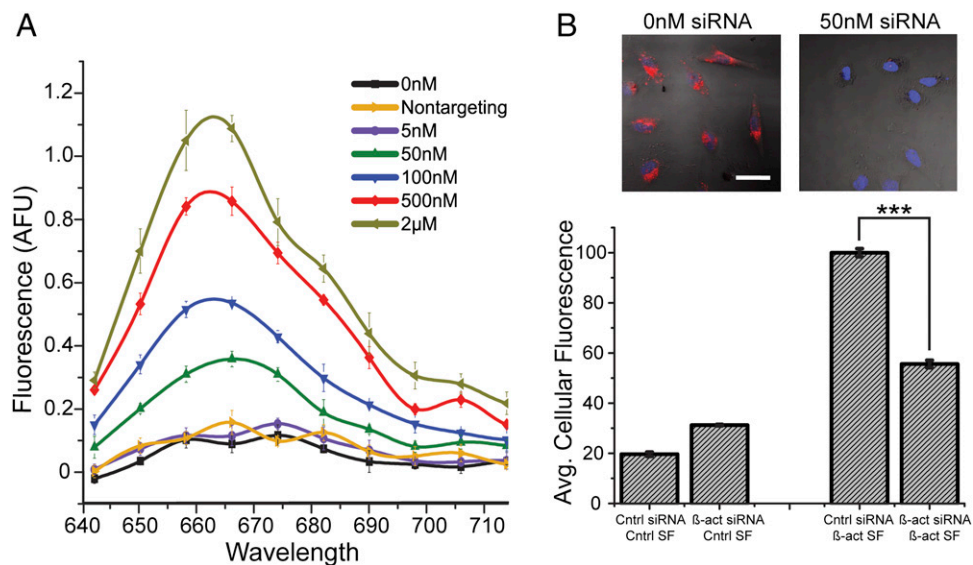 A
Fluorescence (AFU)
1.2
1.0
0.8
0.6
0.4
0.2
0
640 650 660 670 680 690 700 710
Wavelength
0nM
Nontargeting
5nM
50nM
100nM
500nM
2µM
B
0nM siRNA 50nM siRNA
***
Avg. Cellular Fluorescence
100
80
60
40
20
0
Cntrl siRNA ß-act siRNA Cntrl siRNA ß-act siRNA
Cntrl SF Cntrl SF ß-act SF ß-act SF